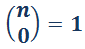 (n
0) = 1